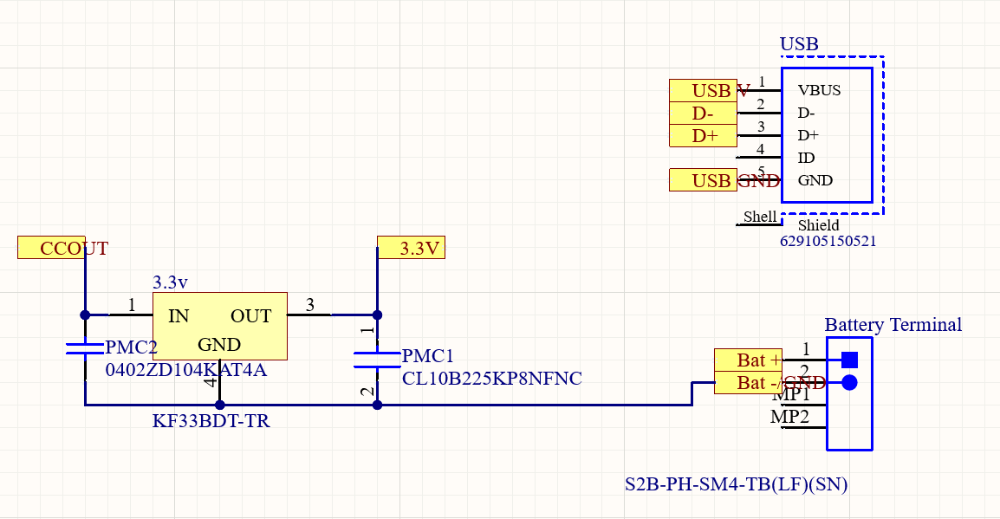 USB
USB V 1 VBUS
D- 2 D-
D+ 3 D+
4 ID
USB GND 5 GND
Shell Shield
629105150521
CCOUT
3.3V
3.3v
1 IN OUT 3
GND
4
KF33BDT-TR
PMC2
0402ZD104KAT4A
1
PMC1
CL10B225KP8NFNC
2
Battery Terminal
Bat + 1
Bat -/GND 2
MP1
MP2
S2B-PH-SM4-TB(LF)(SN)